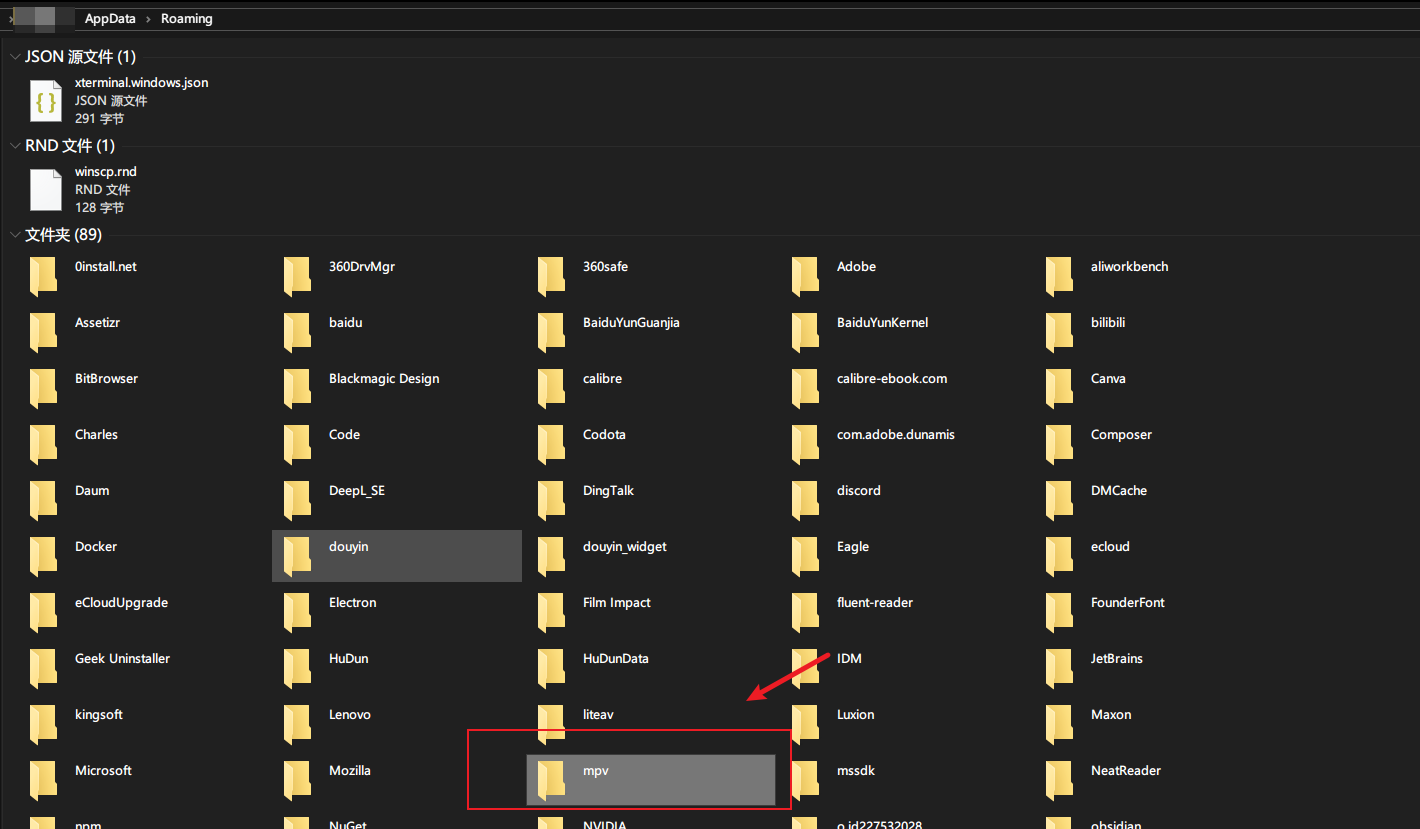 AppData › Roaming
JSON 源文件 (1)
xterminal.windows.json
JSON 源文件
291 字节
RND 文件 (1)
winscp.rnd
RND 文件
128 字节
文件夹 (89)
0install.net 360DrvMgr 360safe Adobe aliworkbench
Assetizr baidu BaiduYunGuanjia BaiduYunKernel bilibili
BitBrowser Blackmagic Design calibre calibre-ebook.com Canva
Charles Code Codota com.adobe.dunamis Composer
Daum DeepL_SE DingTalk discord DMCache
Docker douyin douyin_widget Eagle ecloud
eCloudUpgrade Electron Film Impact fluent-reader FounderFont
Geek Uninstaller HuDun HuDunData IDM JetBrains
kingsoft Lenovo liteav Luxion Maxon
Microsoft Mozilla mpv mssdk NeatReader
npm NuGet NVIDIA o.id227532028 obsidian